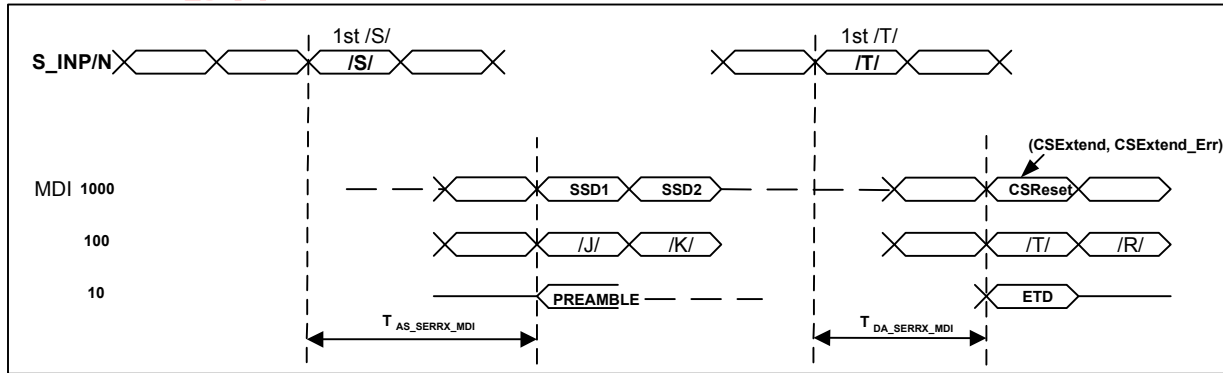 1st /S/
1st /T/
S_INP/N
/S/
/T/
(CSExtend, CSExtend_Err)
MDI 1000
SSD1
SSD2
CSReset
100
/J/
/K/
/T/
/R/
10
PREAMBLE
ETD
T AS_SERRX_MDI
T DA_SERRX_MDI